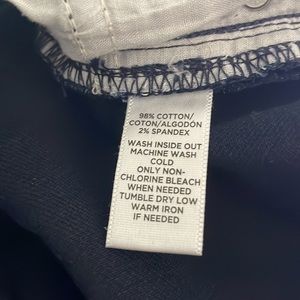 98% COTTON/
COTON/ALGODÓN
2% SPANDEX
WASH INSIDE OUT
MACHINE WASH
COLD
ONLY NON-
CHLORINE BLEACH
WHEN NEEDED
TUMBLE DRY LOW
WARM IRON
IF NEEDED